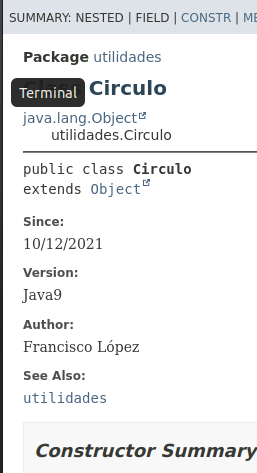 SUMMARY: NESTED | FIELD | CONSTR |
Package utilidades
Circulo
Terminal
java.lang.Object
utilidades.Circulo
public class Circulo
extends Object
Since:
10/12/2021
Version:
Java9
Author:
Francisco López
See Also:
utilidades
Constructor Summary